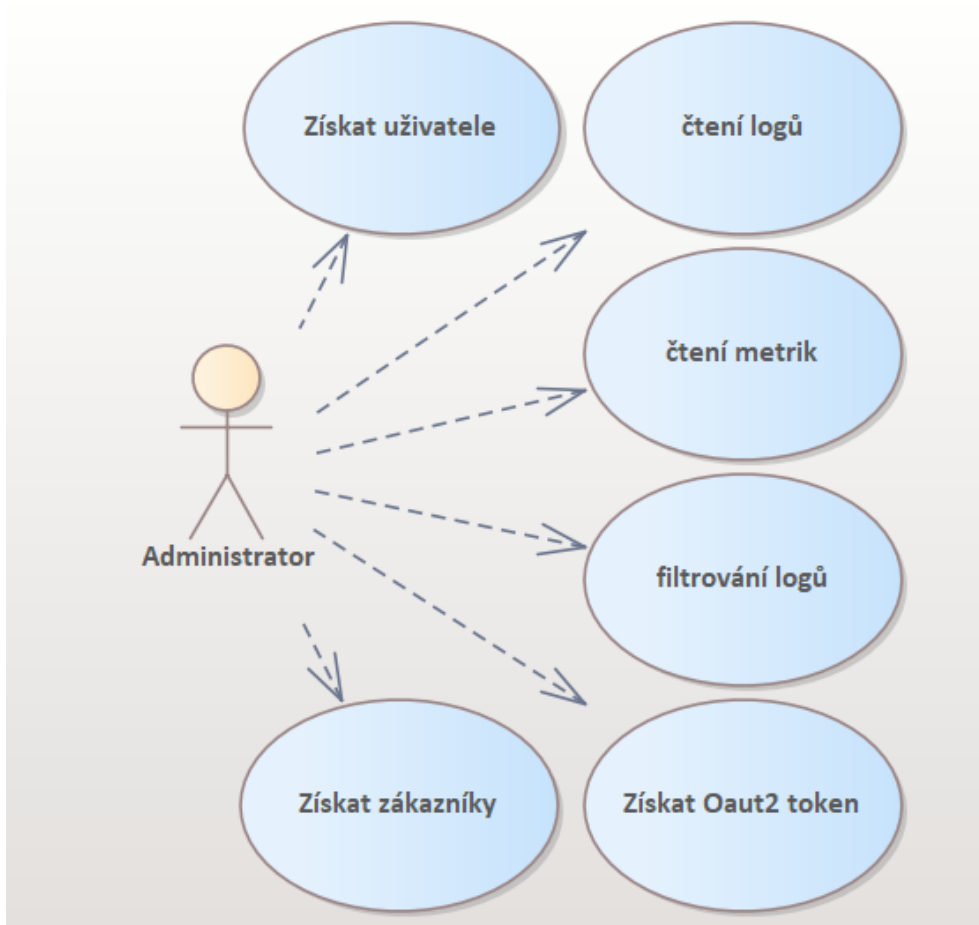 Získat uživatele
čtení logů
čtení metrik
Administrator
filtrování logů
Získat zákazníky
Získat Oaut2 token